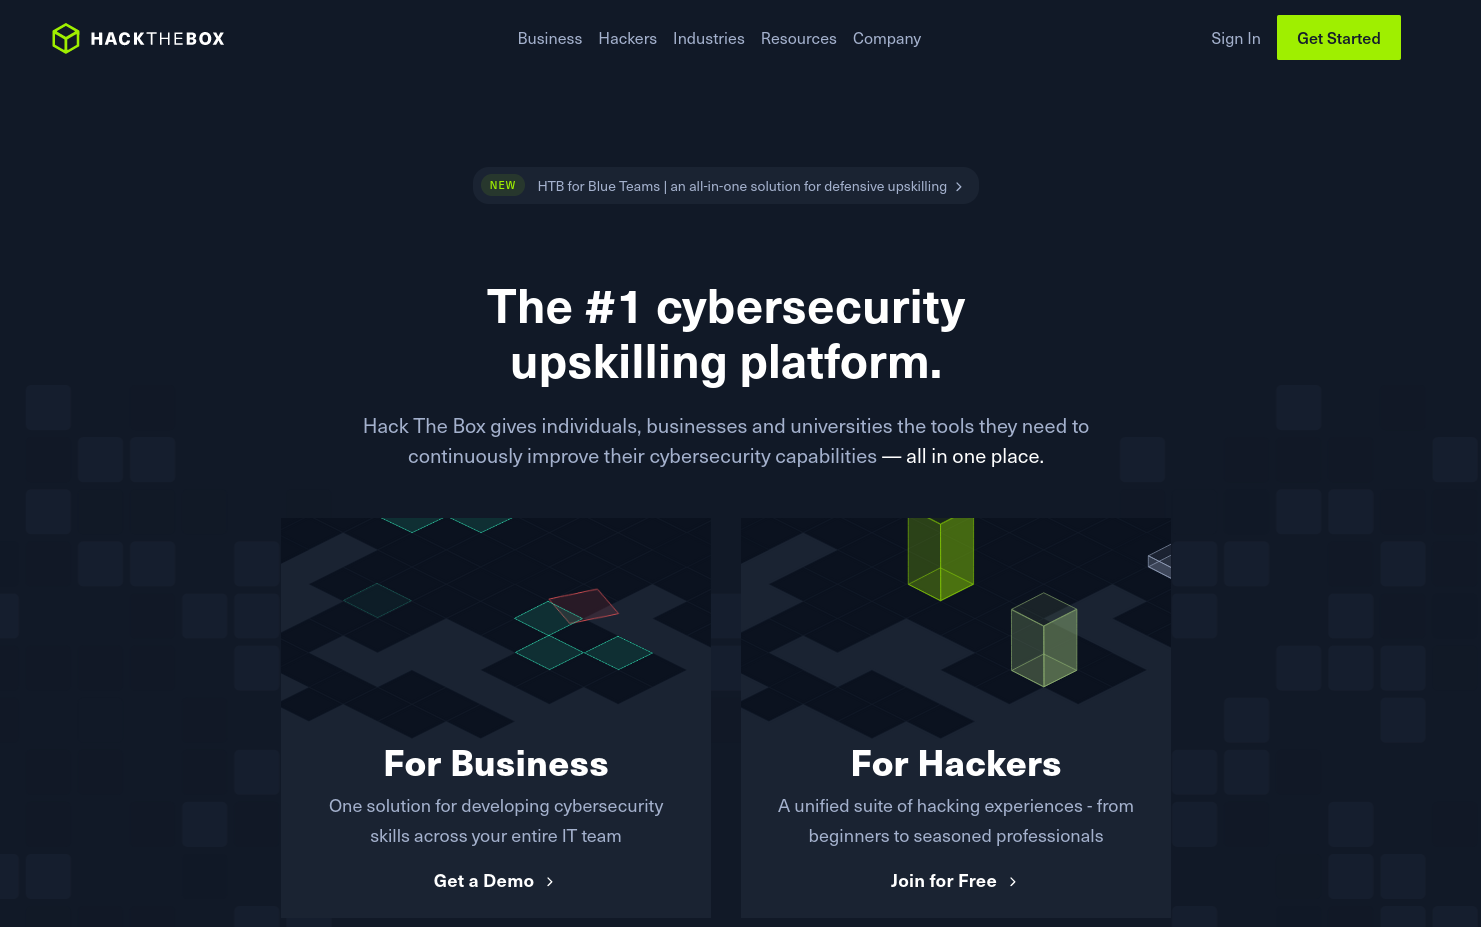 HACKTHEBOX
Business Hackers Industries Resources Company
Sign In
Get Started
NEW HTB for Blue Teams | an all-in-one solution for defensive upskilling
The #1 cybersecurity
upskilling platform.
Hack The Box gives individuals, businesses and universities the tools they need to
continuously improve their cybersecurity capabilities — all in one place.
For Business
One solution for developing cybersecurity
skills across your entire IT team
Get a Demo
For Hackers
A unified suite of hacking experiences - from
beginners to seasoned professionals
Join for Free